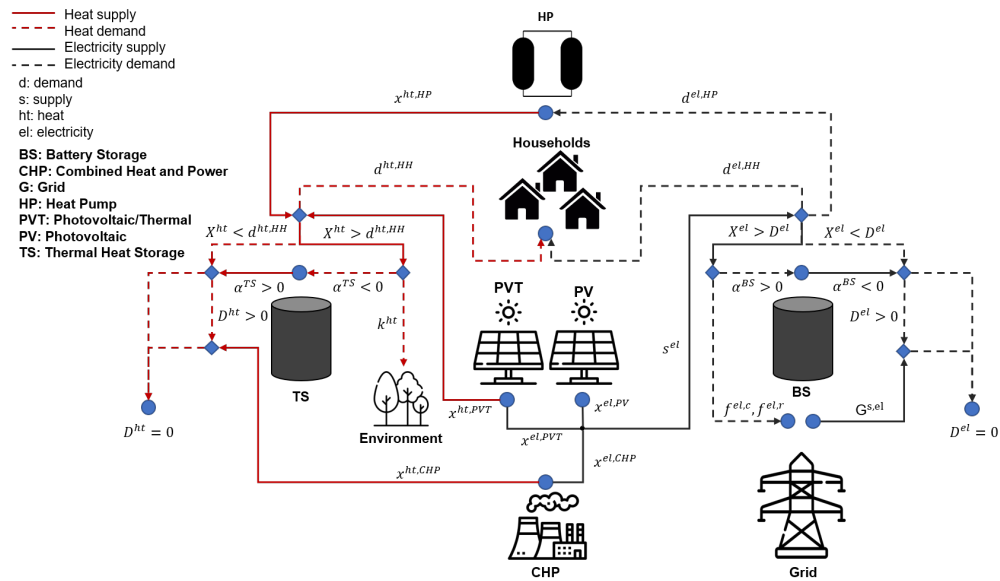 Heat supply
Heat demand
Electricity supply
Electricity demand
d: demand
s: supply
ht: heat
el: electricity
BS: Battery Storage
CHP: Combined Heat and Power
G: Grid
HP: Heat Pump
PVT: Photovoltaic/Thermal
PV: Photovoltaic
TS: Thermal Heat Storage
HP
x^{ht,HP}
d^{el,HP}
Households
d^{ht,HH}
d^{el,HH}
X^{ht} < d^{ht,HH}
X^{ht} > d^{ht,HH}
X^{el} > D^{el}
X^{el} < D^{el}
α^{TS} > 0
α^{TS} < 0
α^{BS} > 0
α^{BS} < 0
D^{ht} > 0
k^{ht}
PVT
PV
s^{el}
D^{el} > 0
TS
BS
x^{ht,PVT}
x^{el,PV}
f^{el,c}, f^{el,r}
G^{s,el}
D^{ht} = 0
Environment
x^{el,PVT}
D^{el} = 0
x^{ht,CHP}
x^{el,CHP}
CHP
Grid